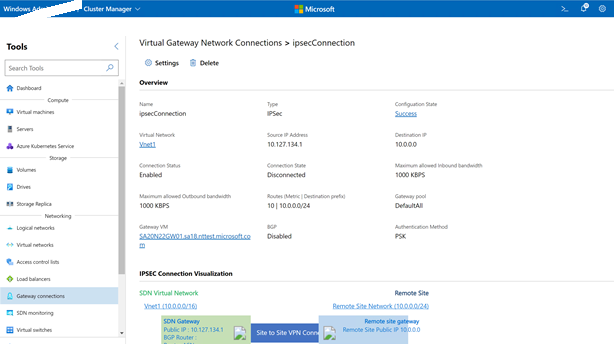 Windows Ad
Cluster Manager
Microsoft
Tools
Search Tools
Dashboard
Compute
Virtual machines
Servers
Azure Kubernetes Service
Storage
Volumes
Drives
Storage Replica
Networking
Logical networks
Virtual networks
Access control lists
Load balancers
Gateway connections
SDN monitoring
Virtual switches
Virtual Gateway Network Connections > ipsecConnection
Settings
Delete
Overview
Name
Type
Configuation State
ipsecConnection
IPSec
Success
Virtual Network
Source IP Address
Destination IP
Vnet1
10.127.134.1
10.0.0.0
Connection Status
Connection State
Maximum allowed Inbound bandwidth
Enabled
Disconnected
1000 KBPS
Maximum allowed Outbound bandwidth
Routes (Metric | Destination prefix)
Gateway pool
1000 KBPS
10 | 10.0.0.0/24
DefaultAll
Gateway VM
BGP
Authentication Method
SA20N22GW01.sa18.nttest.microsoft.co
m
Disabled
PSK
IPSEC Connection Visualization
SDN Virtual Network
Remote Site
Vnet1 (10.0.0.0/16)
Remote Site Network (10.0.0.0/24)
SDN Gateway
Public IP : 10.127.134.1
BGP Router :
Site to Site VPN Conn
Remote site gateway
Remote Site Public IP 10.0.0.0